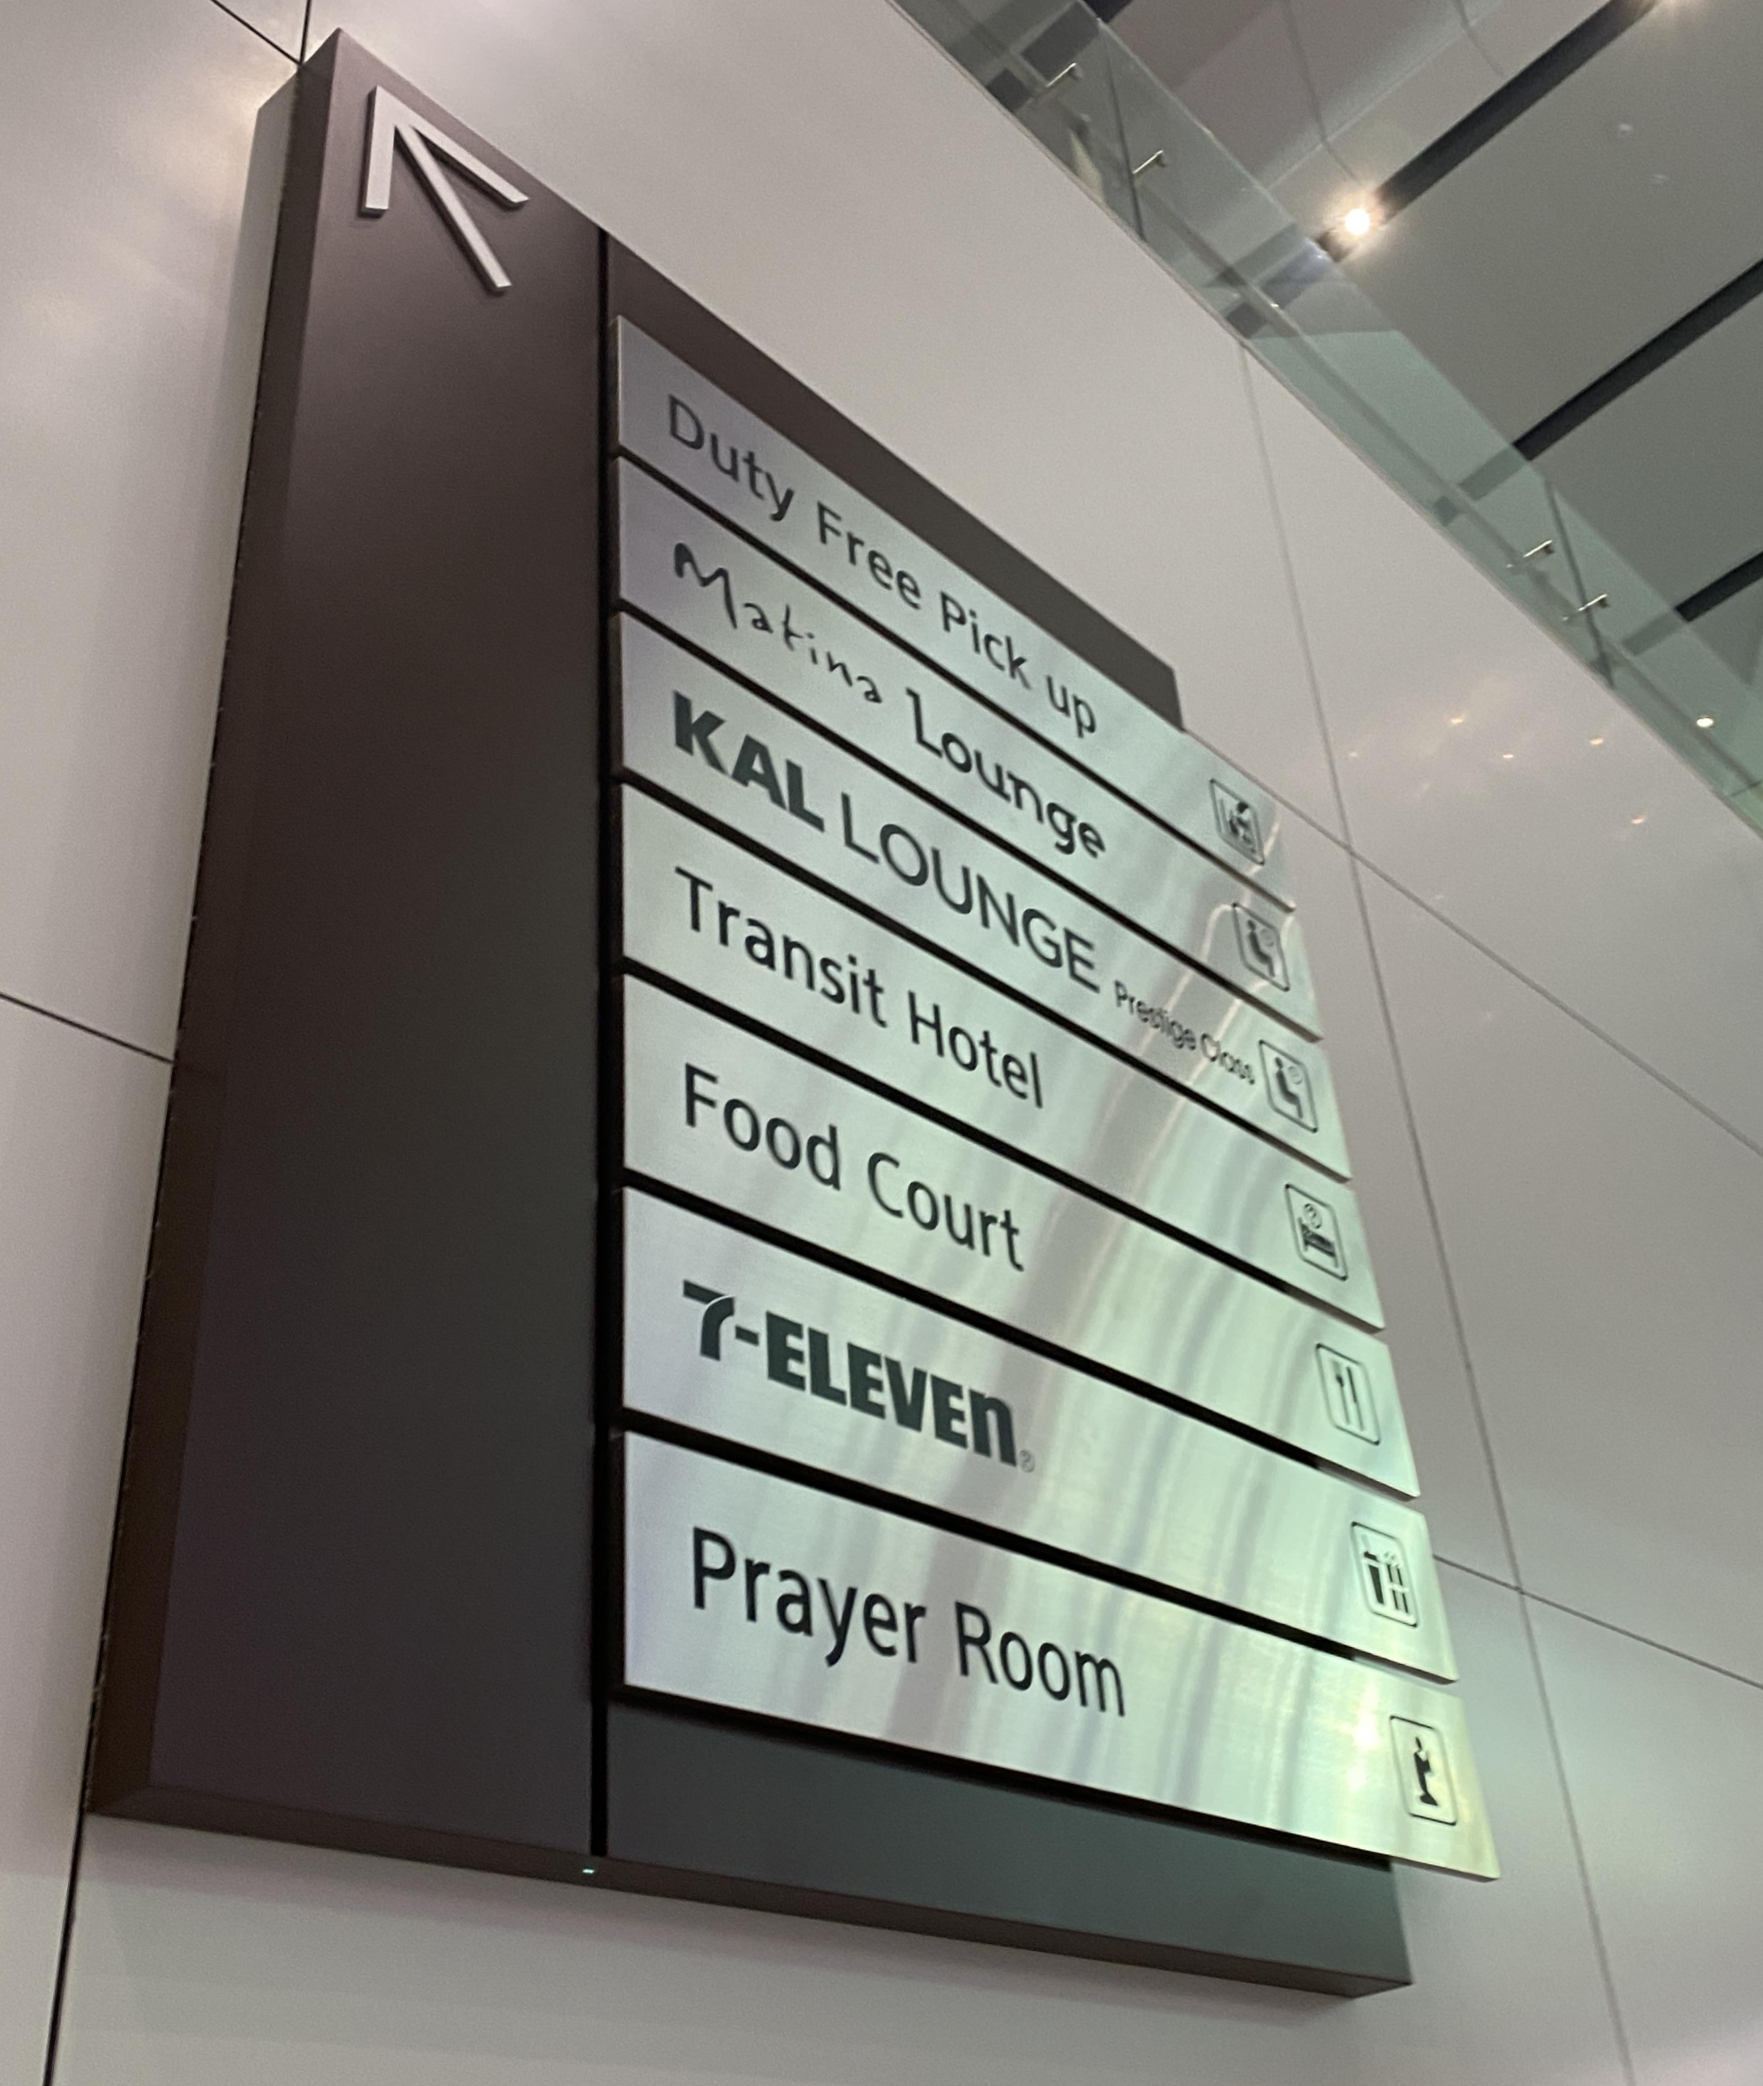 Duty Free Pick up
Matina Lounge
KAL LOUNGE Prestige Class
Transit Hotel
Food Court
7-ELEVEn®
Prayer Room